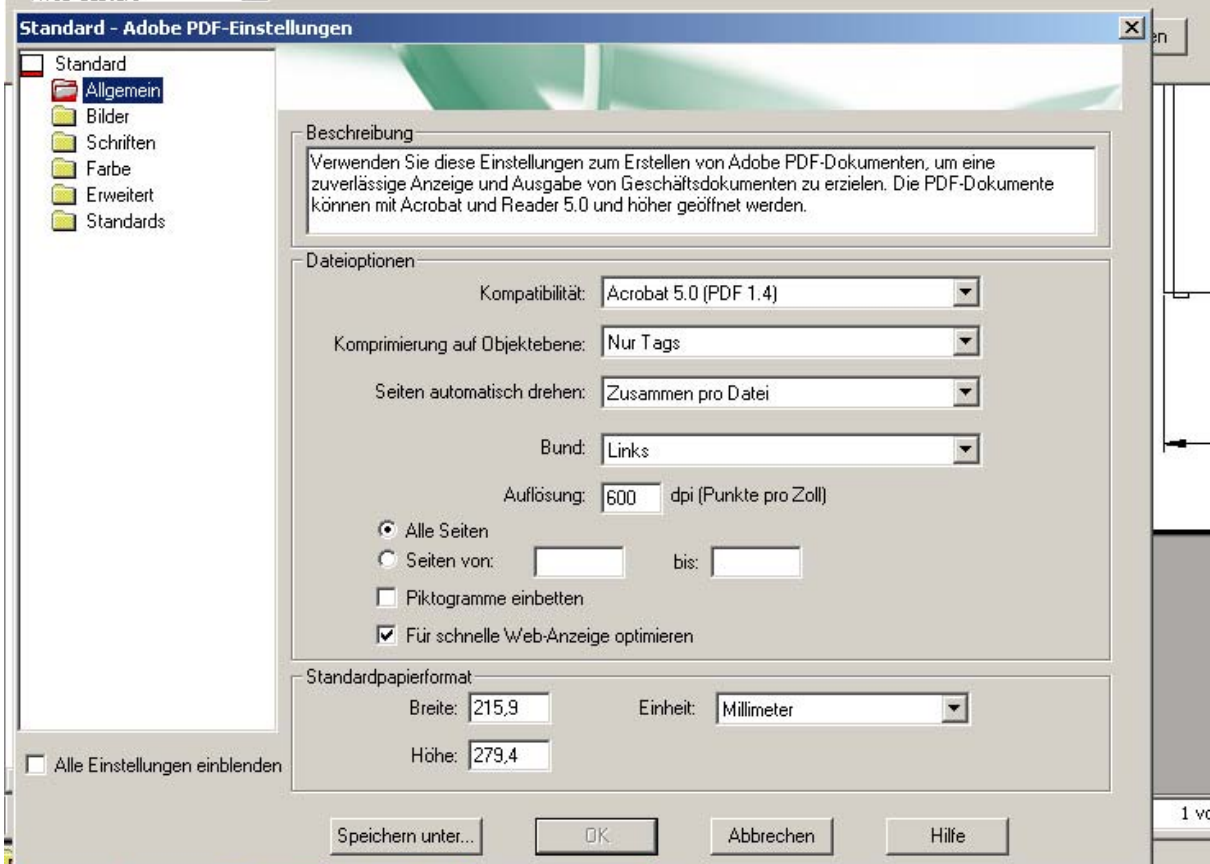 Standard - Adobe PDF-Einstellungen
en
Standard
Allgemein
Bilder
Schriften
Farbe
Erweitert
Standards
Alle Einstellungen einblenden
Beschreibung
Verwenden Sie diese Einstellungen zum Erstellen von Adobe PDF-Dokumenten, um eine
zuverlässige Anzeige und Ausgabe von Geschäftsdokumenten zu erzielen. Die PDF-Dokumente
können mit Acrobat und Reader 5.0 und höher geöffnet werden.
Dateioptionen
Kompatibilität: Acrobat 5.0 (PDF 1.4)
Komprimierung auf Objektebene: Nur Tags
Seiten automatisch drehen: Zusammen pro Datei
Bund: Links
Auflösung: 600 dpi (Punkte pro Zoll)
Alle Seiten
Seiten von: bis:
Piktogramme einbetten
Für schnelle Web-Anzeige optimieren
Standardpapierformat
Breite: 215,9 Einheit: Millimeter
Höhe: 279,4
1 vo
Speichern unter... OK Abbrechen Hilfe